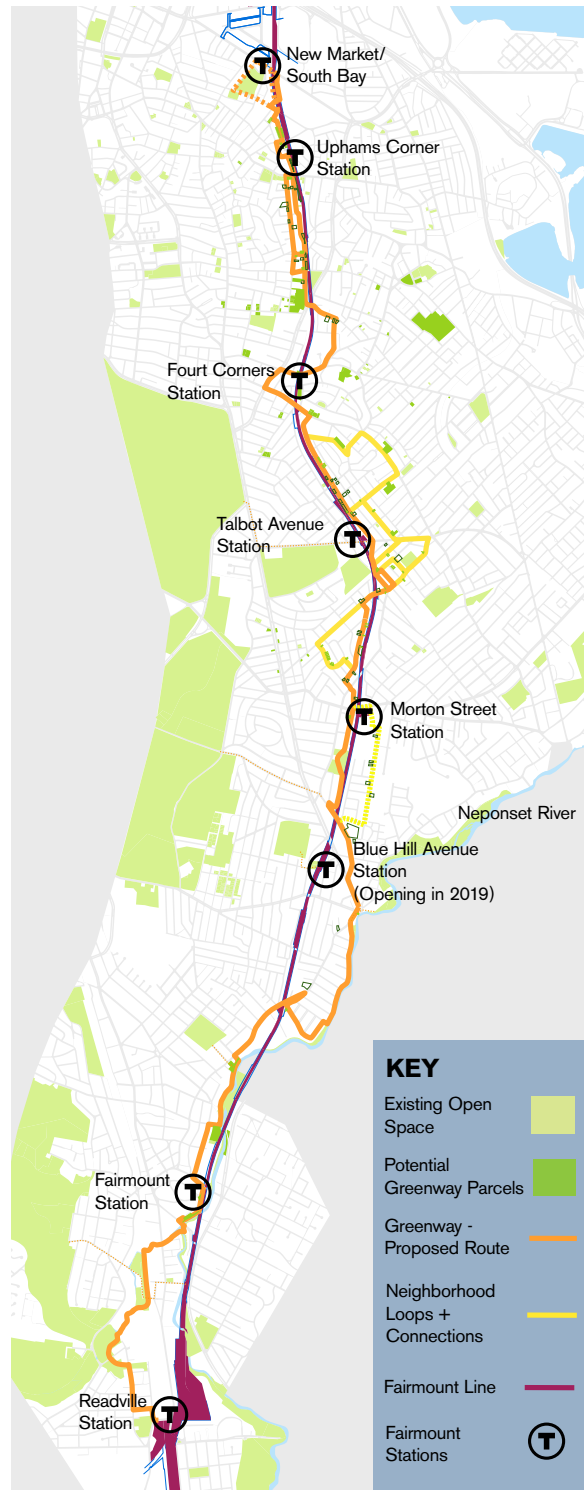 New Market/
South Bay
Uphams Corner
Station
Fourt Corners
Station
Talbot Avenue
Station
Morton Street
Station
Neponset River
Blue Hill Avenue
Station
(Opening in 2019)
Fairmount
Station
Readville
Station
KEY
Existing Open
Space
Potential
Greenway Parcels
Greenway -
Proposed Route
Neighborhood
Loops +
Connections
Fairmount Line
Fairmount
Stations
T
T
T
T
T
T
T
T
T